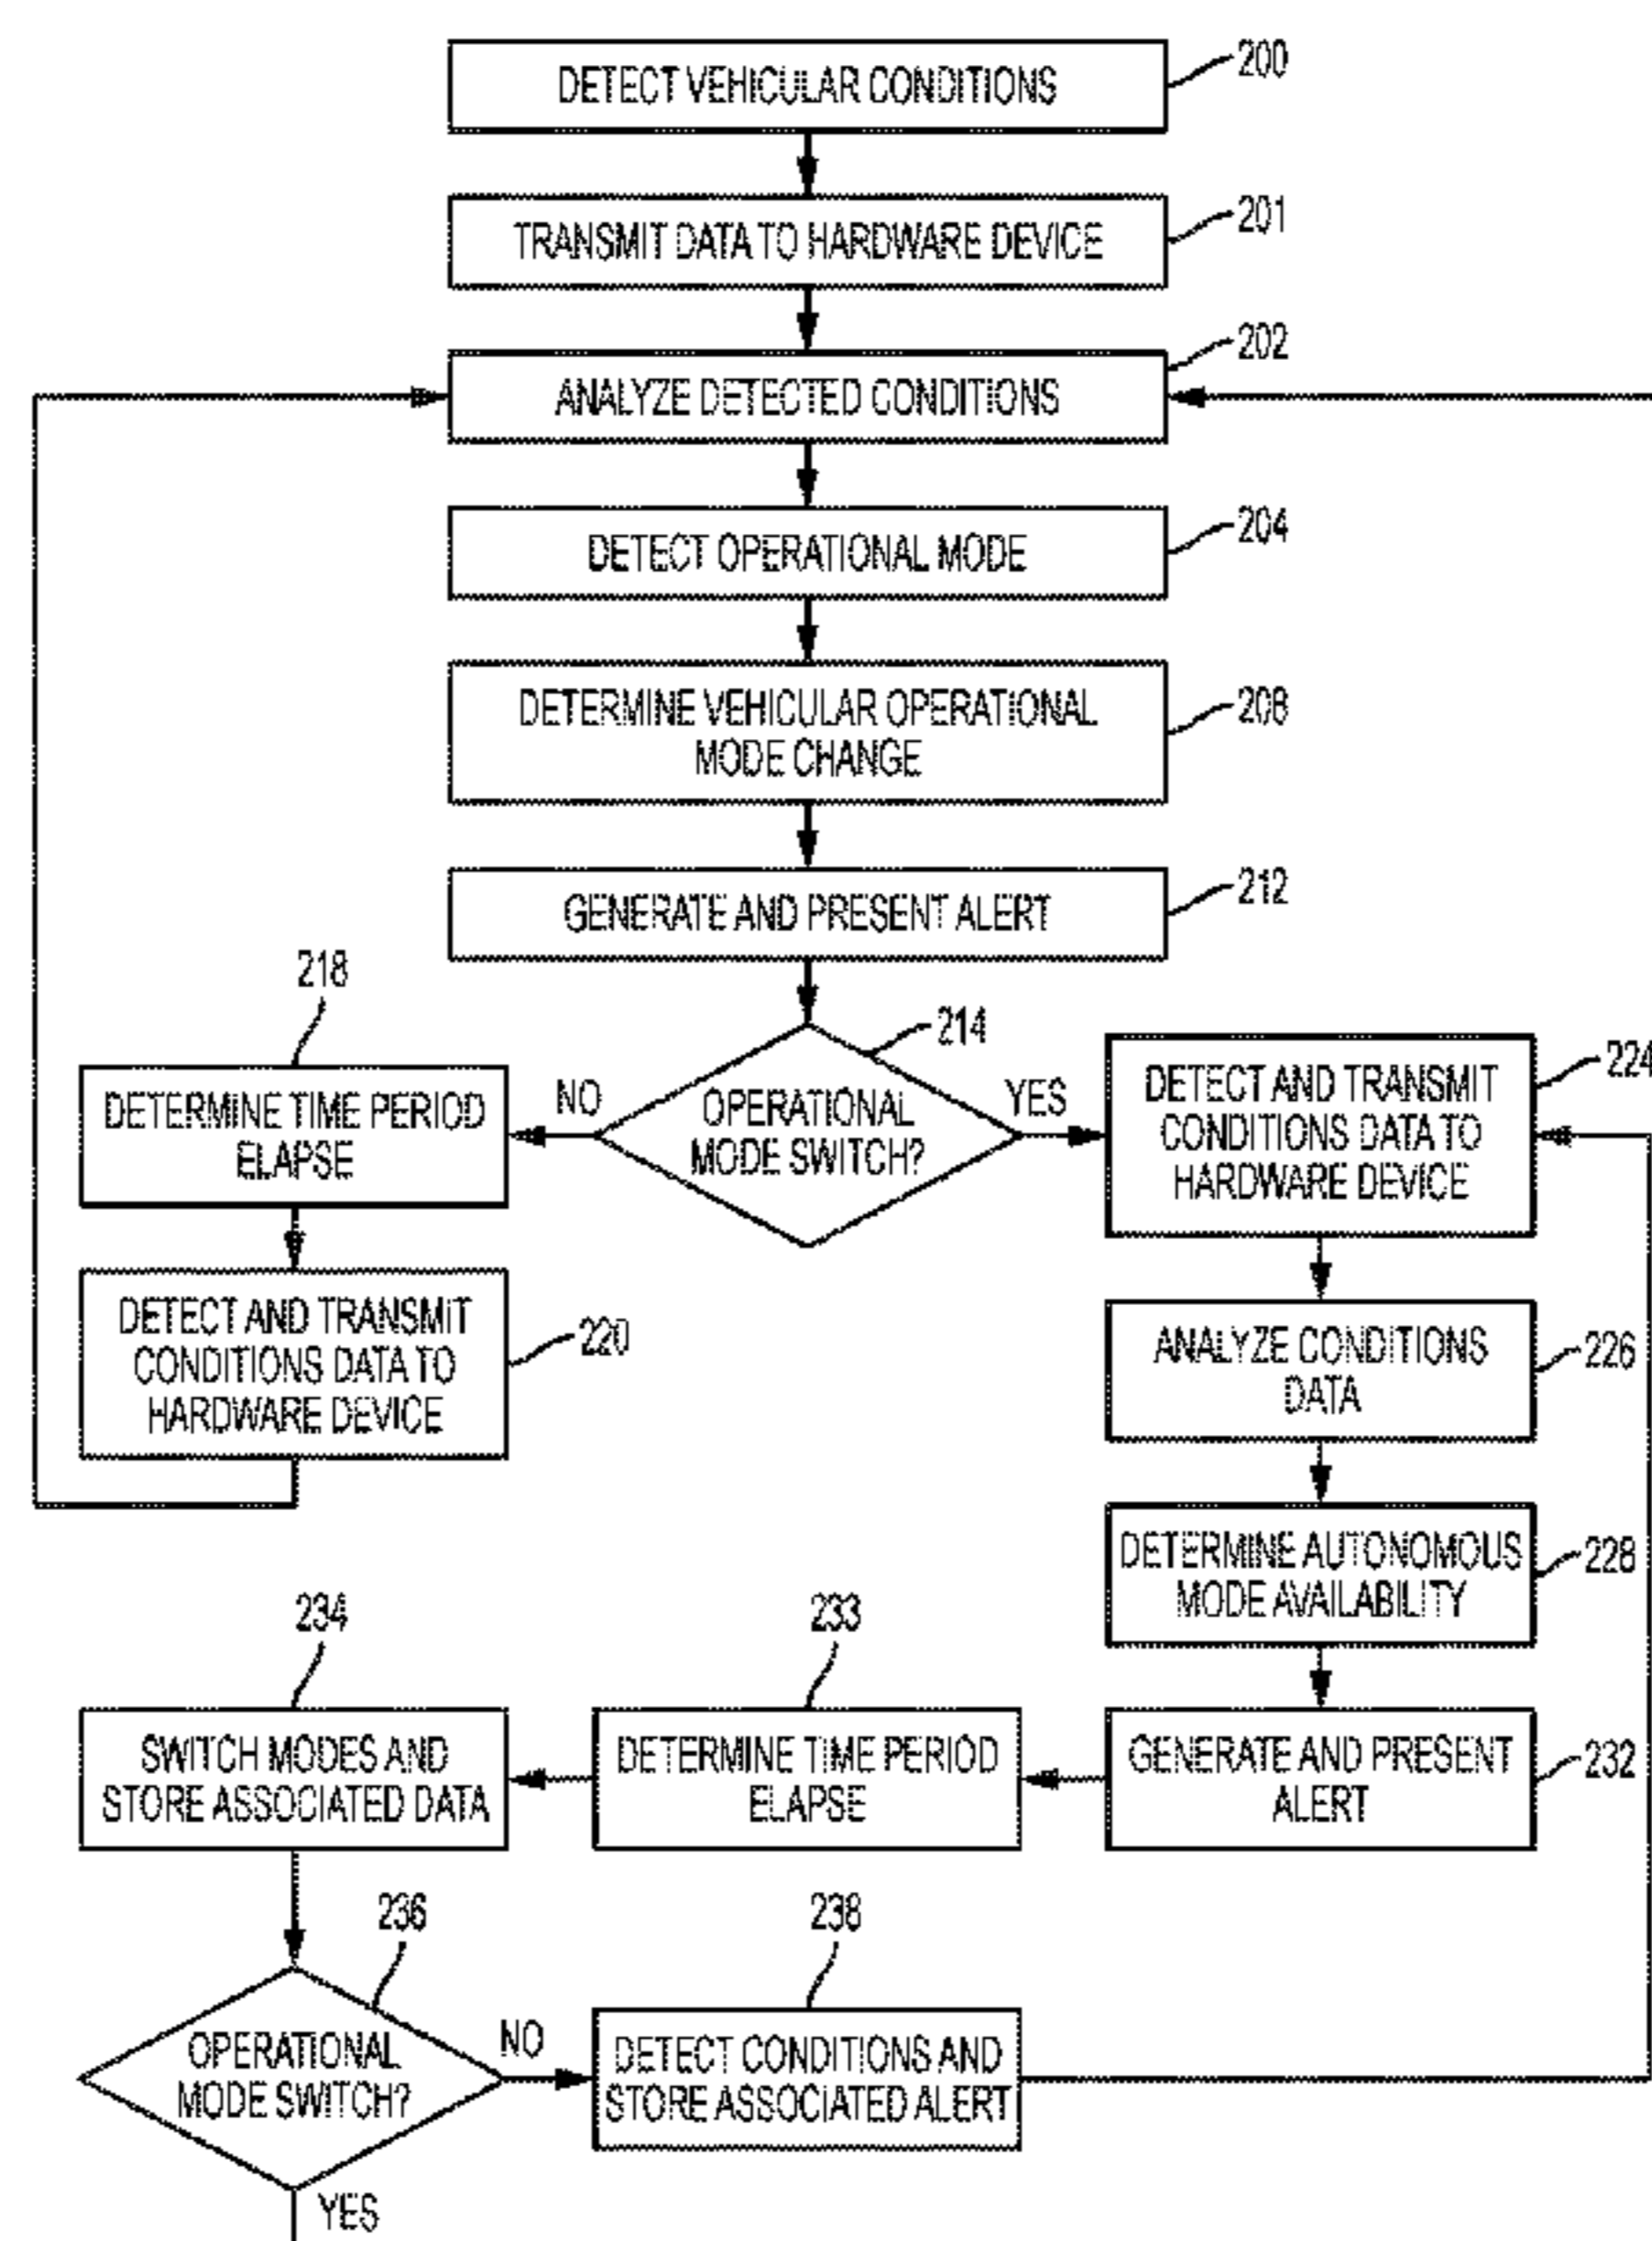 DETECT VEHICULAR CONDITIONS
200
TRANSMIT DATA TO HARDWARE DEVICE
201
ANALYZE DETECTED CONDITIONS
202
DETECT OPERATIONAL MODE
204
DETERMINE VEHICULAR OPERATIONAL
MODE CHANGE
208
GENERATE AND PRESENT ALERT
212
218
DETERMINE TIME PERIOD
ELAPSE
NO
214
OPERATIONAL
MODE SWITCH?
YES
DETECT AND TRANSMIT
CONDITIONS DATA TO
HARDWARE DEVICE
224
DETECT AND TRANSMIT
CONDITIONS DATA TO
HARDWARE DEVICE
220
ANALYZE CONDITIONS
DATA
226
DETERMINE AUTONOMOUS
MODE AVAILABILITY
228
234
SWITCH MODES AND
STORE ASSOCIATED DATA
233
DETERMINE TIME PERIOD
ELAPSE
GENERATE AND PRESENT
ALERT
232
236
OPERATIONAL
MODE SWITCH?
NO
238
DETECT CONDITIONS AND
STORE ASSOCIATED ALERT
YES